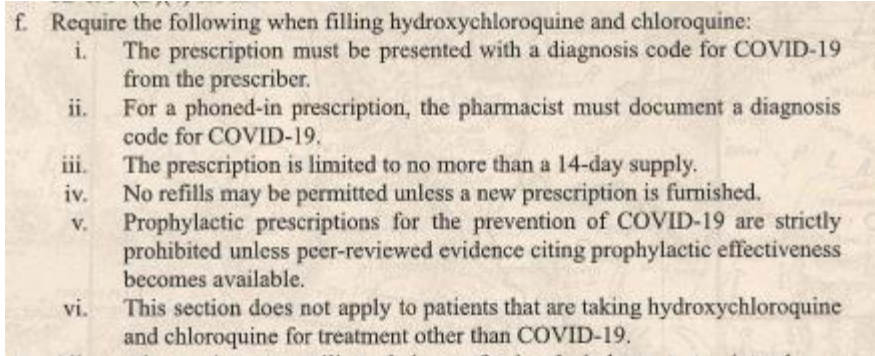 f. Require the following when filling hydroxychloroquine and chloroquine:
i. The prescription must be presented with a diagnosis code for COVID-19
from the prescriber.
ii. For a phoned-in prescription, the pharmacist must document a diagnosis
code for COVID-19.
iii. The prescription is limited to no more than a 14-day supply.
iv. No refills may be permitted unless a new prescription is furnished.
v. Prophylactic prescriptions for the prevention of COVID-19 are strictly
prohibited unless peer-reviewed evidence citing prophylactic effectiveness
becomes available.
vi. This section does not apply to patients that are taking hydroxychloroquine
and chloroquine for treatment other than COVID-19.